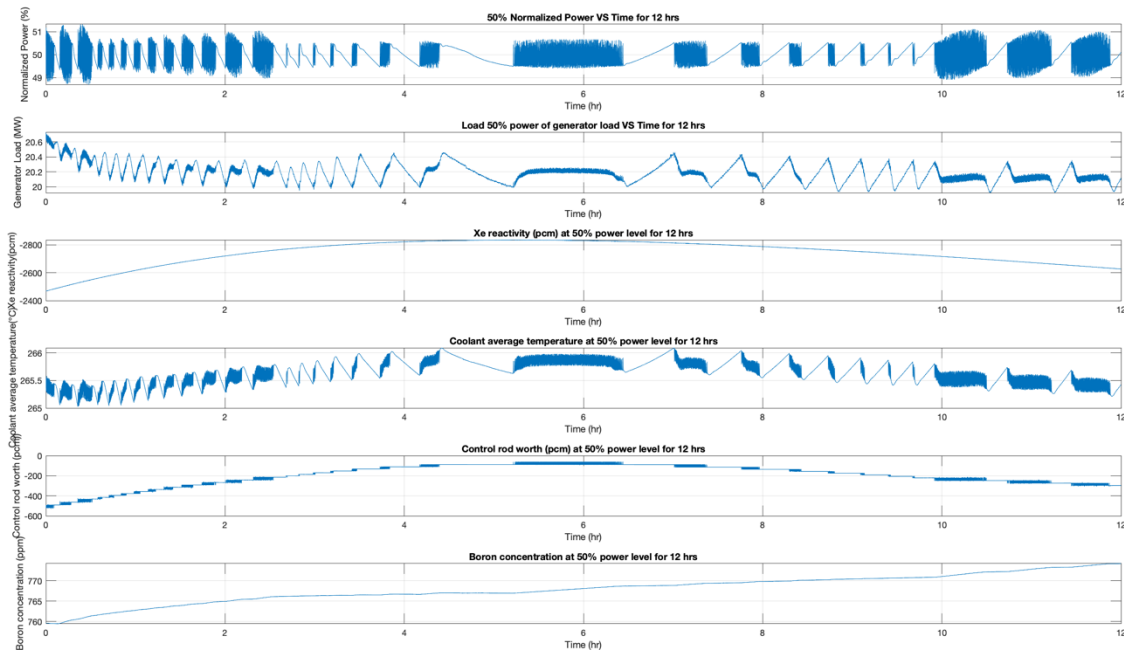 50% Normalized Power VS Time for 12 hrs
Normalized Power (%)
51
50
49
0 2 4 6 8 10 12
Time (hr)
Load 50% power of generator load VS Time for 12 hrs
Generator Load (MW)
20.6
20.4
20.2
20
0 2 4 6 8 10 12
Time (hr)
Xe reactivity (pcm) at 50% power level for 12 hrs
Xe reactivity(pcm)
-2800
-2600
-2400
0 2 4 6 8 10 12
Time (hr)
Coolant average temperature at 50% power level for 12 hrs
Coolant average temperature(°C)
266
265.5
265
0 2 4 6 8 10 12
Time (hr)
Control rod worth (pcm) at 50% power level for 12 hrs
Control rod worth (pcm)
0
-200
-400
-600
0 2 4 6 8 10 12
Time (hr)
Boron concentration at 50% power level for 12 hrs
Boron concentration (ppm)
770
765
760
0 2 4 6 8 10 12
Time (hr)